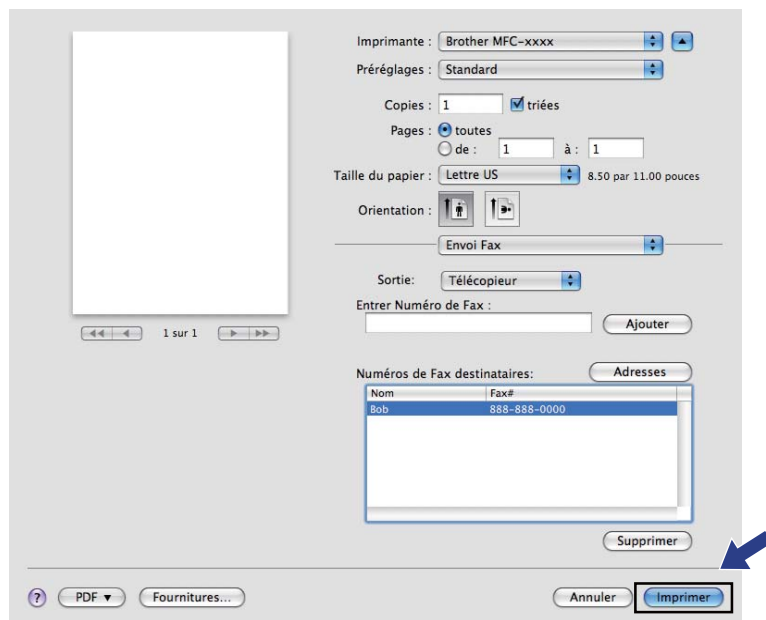 Imprimante : Brother MFC-xxxx
Préréglages : Standard
Copies : 1 triées
Pages : toutes
de : 1 à : 1
Taille du papier : Lettre US 8.50 par 11.00 pouces
Orientation :
Envoi Fax
Sortie: Télécopieur
Entrer Numéro de Fax :
Ajouter
1 sur 1
Numéros de Fax destinataires: Adresses
Nom Fax#
Bob 888-888-0000
Supprimer
? PDF ▼ Fournitures... Annuler Imprimer